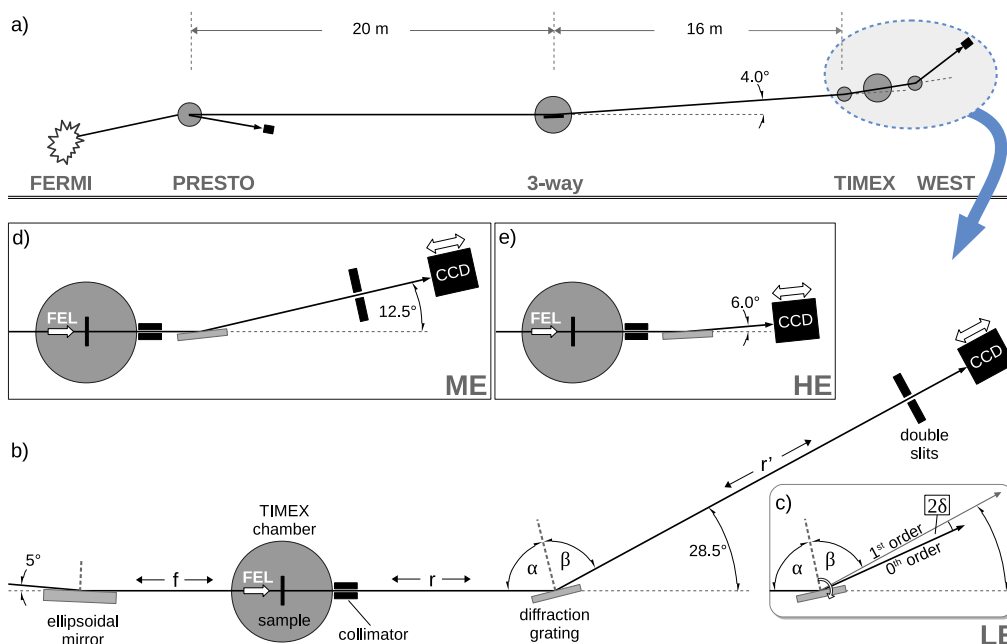 a)
20 m
16 m
4.0°
FERMI
PRESTO
3-way
TIMEX
WEST
d)
FEL
CCD
12.5°
ME
e)
FEL
CCD
6.0°
HE
CCD
b)
5°
f
TIMEX
chamber
FEL
sample
ellipsoidal
mirror
collimator
r
α
β
diffraction
grating
r'
28.5°
double
slits
c)
2δ
1st order
0th order
α
β